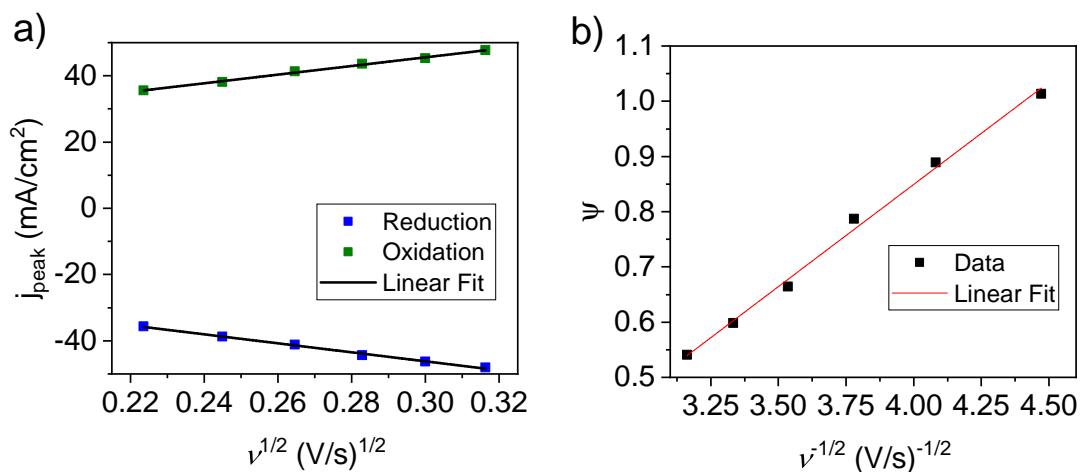 a)
j_peak (mA/cm²)
40
20
0
-20
-40
0.22 0.24 0.26 0.28 0.30 0.32
ν^1/2 (V/s)^1/2
Reduction
Oxidation
Linear Fit
b)
ψ
1.1
1.0
0.9
0.8
0.7
0.6
0.5
3.25 3.50 3.75 4.00 4.25 4.50
ν^-1/2 (V/s)^-1/2
Data
Linear Fit